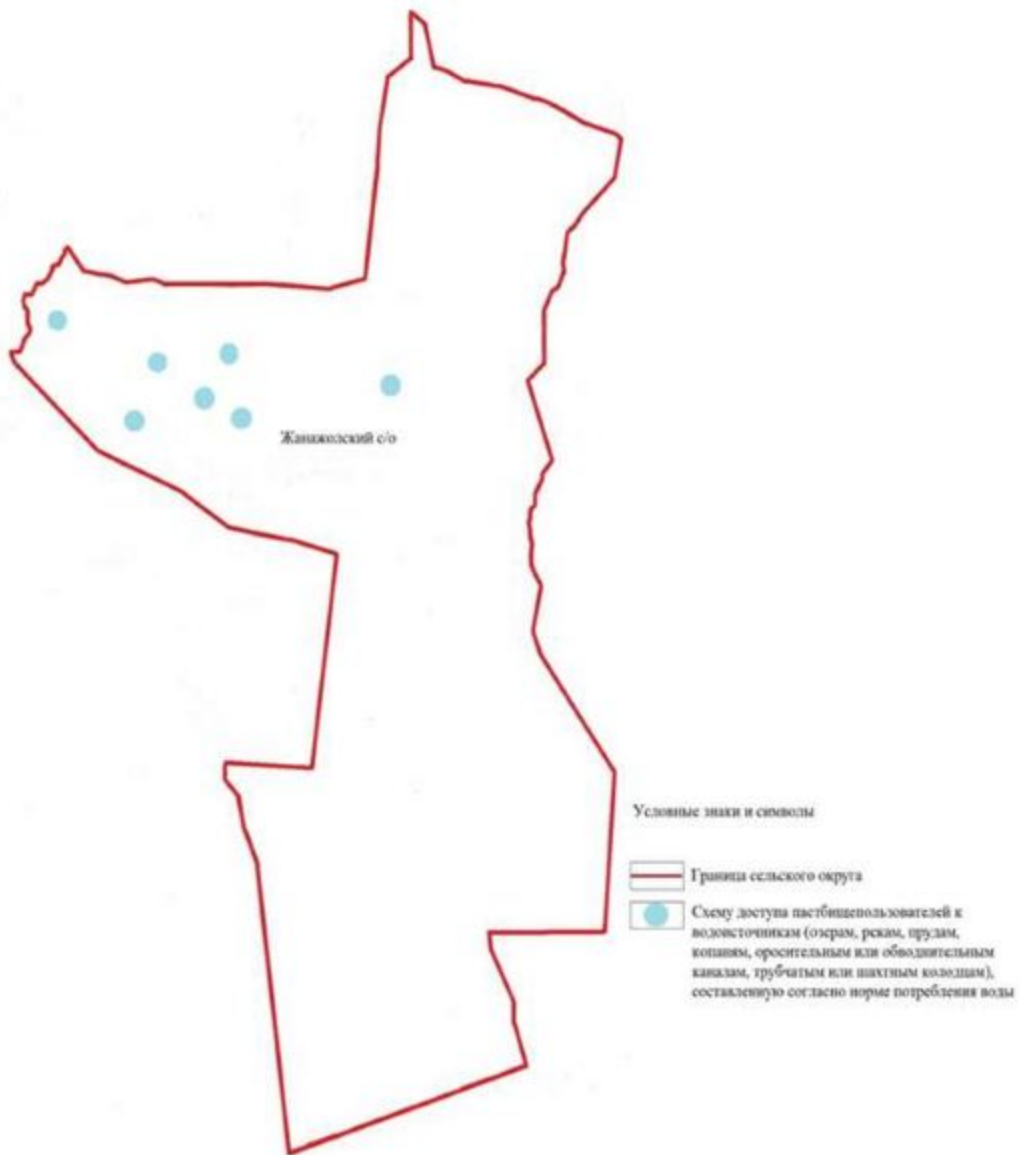 Жанажолский с/о
Условные знаки и символы
Граница сельского округа
Схему доступа пастбищепользователей к
водоисточникам (озерам, рекам, прудам,
копаням, оросительным или обводнительным
каналам, трубчатым или шахтным колодцам),
составленную согласно норме потребления воды